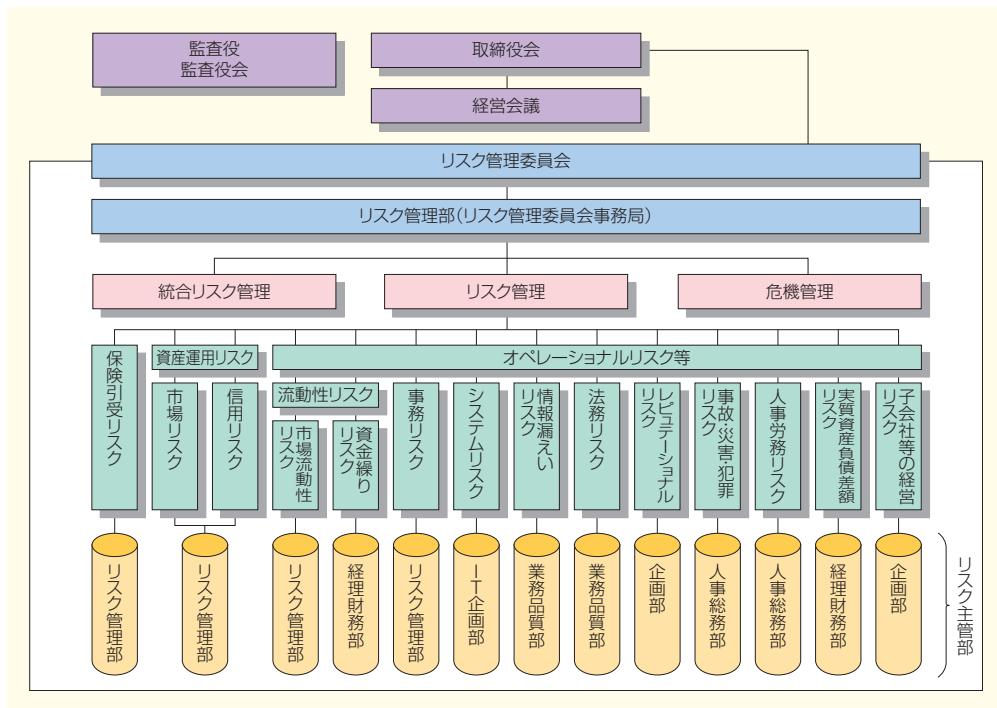 監査役
監査役会
取締役会
経営会議
リスク管理委員会
リスク管理部（リスク管理委員会事務局）
統合リスク管理
リスク管理
危機管理
保険引受リスク
資産運用リスク
市場リスク
信用リスク
オペレーショナルリスク等
流動性リスク
市場流動性
リスク
資金繰り
リスク
事務リスク
システムリスク
情報漏えい
リスク
法務リスク
レピュテーショナル
リスク
事故・災害・犯罪
リスク
人事労務リスク
実質資産負債差額
リスク
子会社等の経営
リスク
リスク管理部
リスク管理部
リスク管理部
経理財務部
リスク管理部
IT企画部
業務品質部
業務品質部
企画部
人事総務部
人事総務部
経理財務部
企画部
リスク主管部